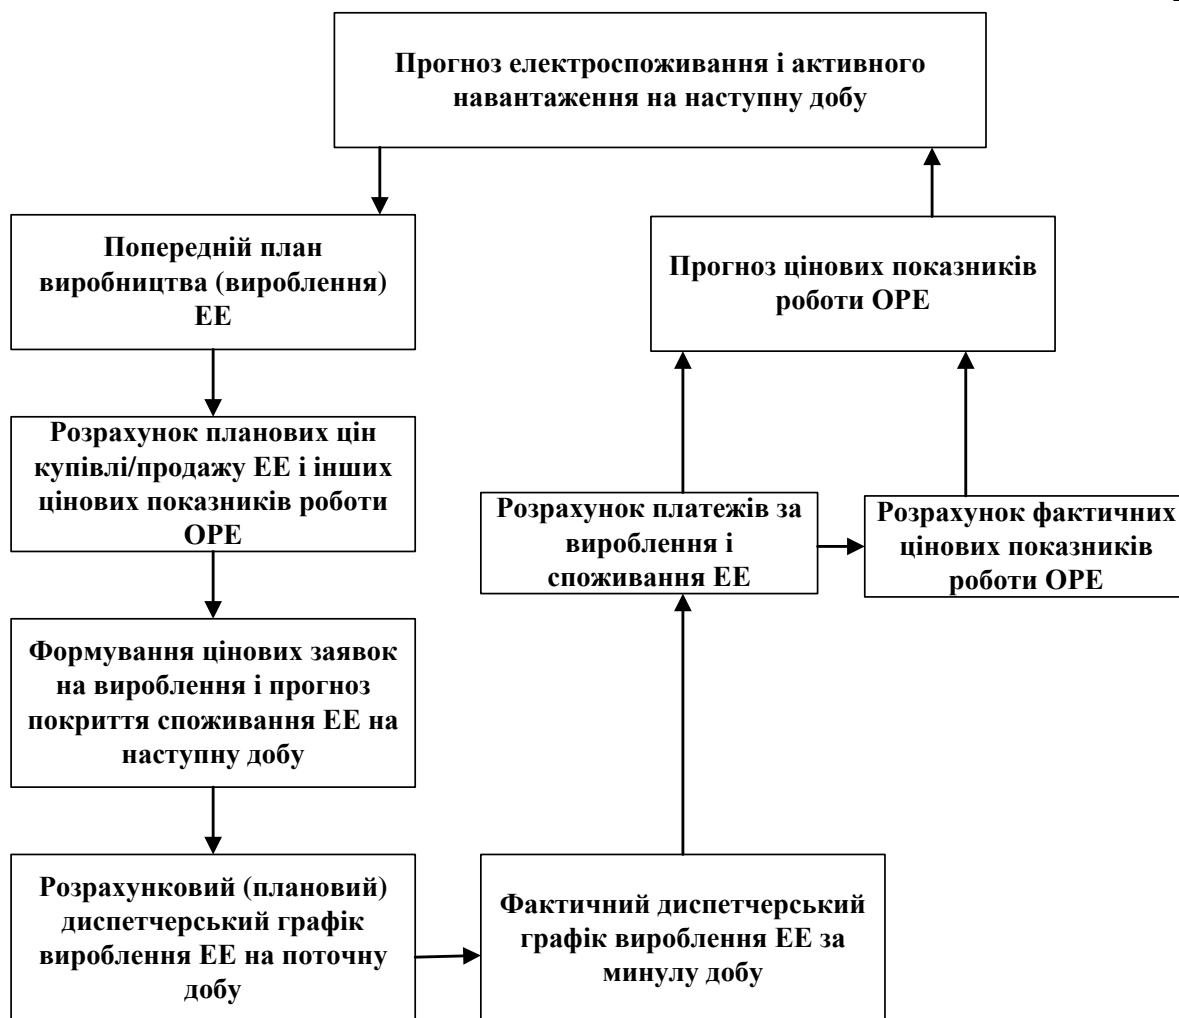 Прогноз електроспоживання і активного
навантаження на наступну добу
Попередній план
виробництва (вироблення)
ЕЕ
Прогноз цінових показників
роботи ОРЕ
Розрахунок планових цін
купівлі/продажу ЕЕ і інших
цінових показників роботи
ОРЕ
Розрахунок платежів за
вироблення і
споживання ЕЕ
Розрахунок фактичних
цінових показників
роботи ОРЕ
Формування цінових заявок
на вироблення і прогноз
покриття споживання ЕЕ на
наступну добу
Розрахунковий (плановий)
диспетчерський графік
вироблення ЕЕ на поточну
добу
Фактичний диспетчерський
графік вироблення ЕЕ за
минулу добу